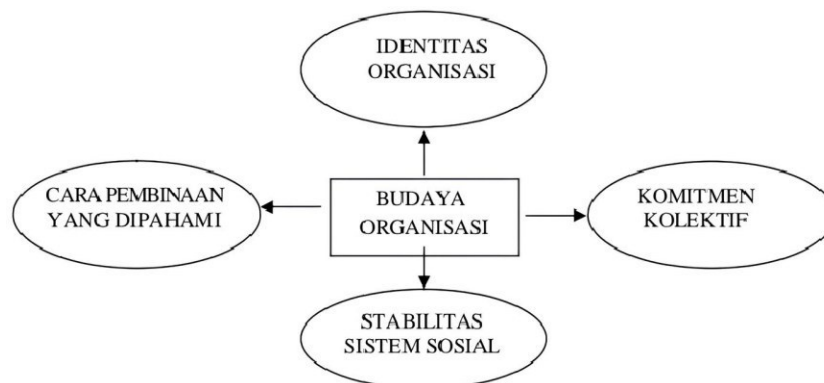 IDENTITAS
ORGANISASI
CARA PEMBINAAN
YANG DIPAHAMI
BUDAYA
ORGANISASI
KOMITMEN
KOLEKTIF
STABILITAS
SISTEM SOSIAL